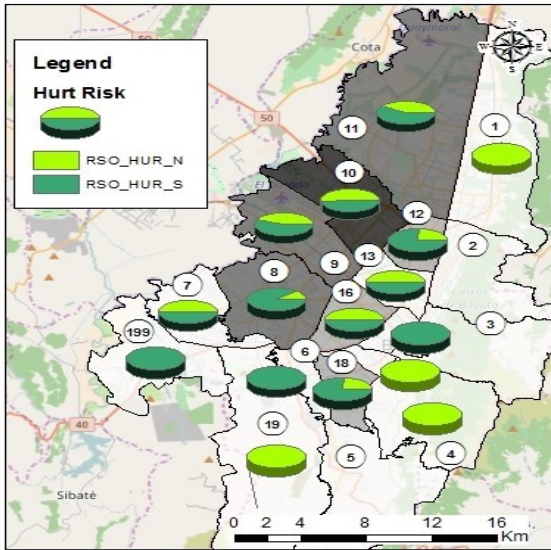 Legend
Hurt Risk
RSO_HUR_N
RSO_HUR_S
Cota
50
50
N
W
E
S
11
1
10
12
2
13
9
8
7
16
3
199
6
18
19
5
4
40
Sibaté
0 2 4 8 12 16
Km